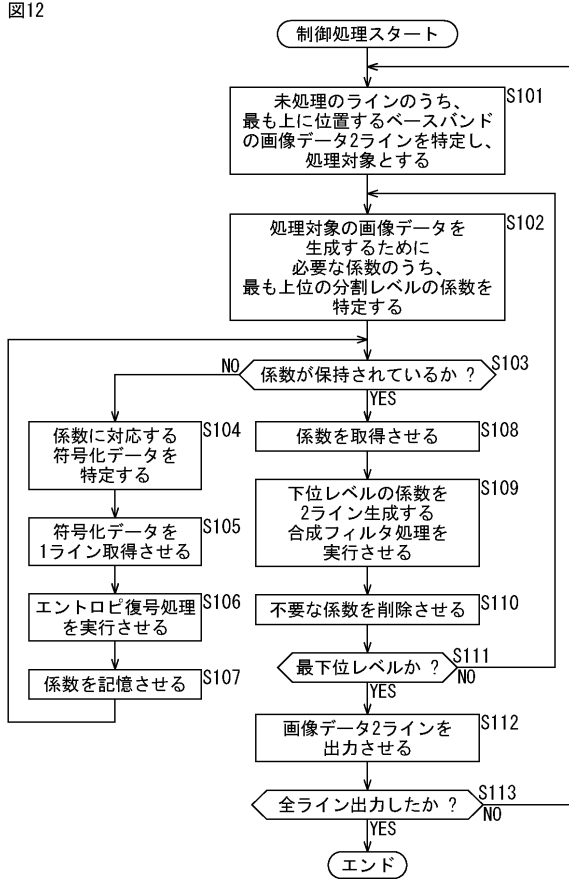 図12
制御処理スタート
未処理のラインのうち、
最も上に位置するベースバンド
の画像データ2ラインを特定し、
処理対象とする
S101
処理対象の画像データを
生成するために
必要な係数のうち、
最も上位の分割レベルの係数を
特定する
S102
係数が保持されているか ?
S103
NO
YES
係数に対応する
符号化データを
特定する
S104
符号化データを
1ライン取得させる
S105
エントロピ復号処理
を実行させる
S106
係数を記憶させる
S107
係数を取得させる
S108
下位レベルの係数を
2ライン生成する
合成フィルタ処理を
実行させる
S109
不要な係数を削除させる
S110
最下位レベルか ?
S111
NO
YES
画像データ2ラインを
出力させる
S112
全ライン出力したか ?
S113
NO
YES
エンド